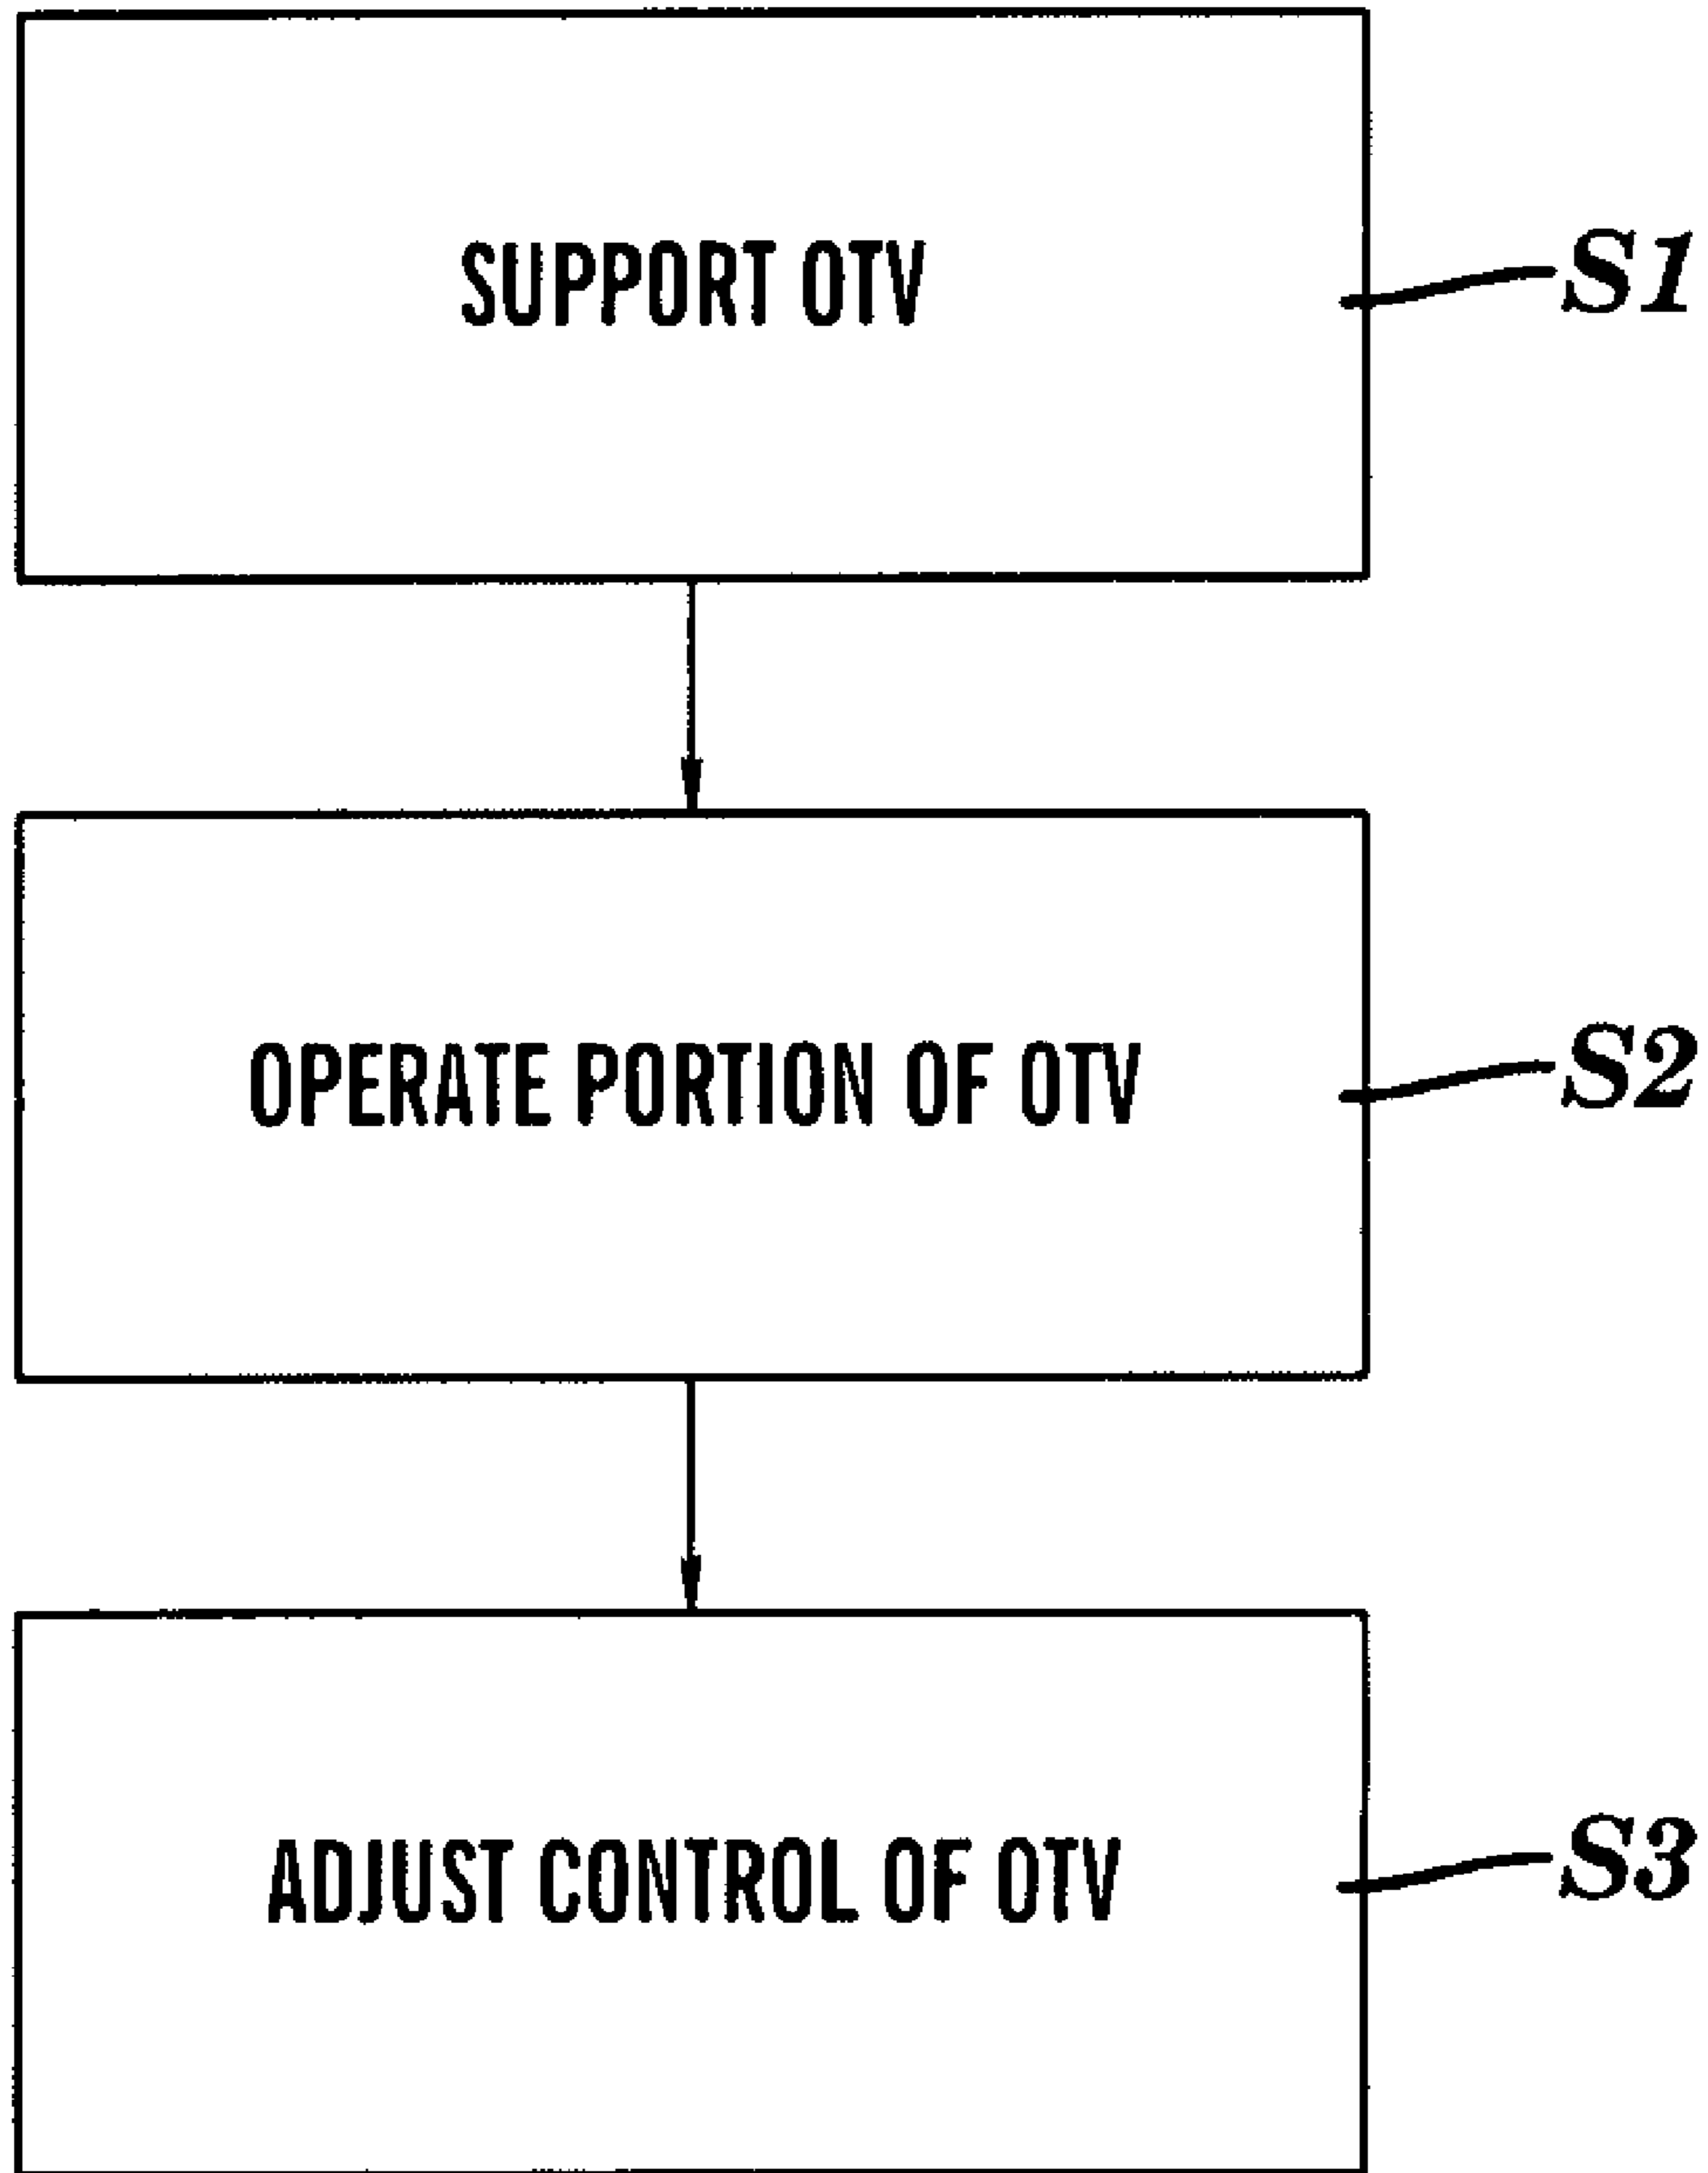 SUPPORT OTV
S1
OPERATE PORTION OF OTV
S2
ADJUST CONTROL OF OTV
S3